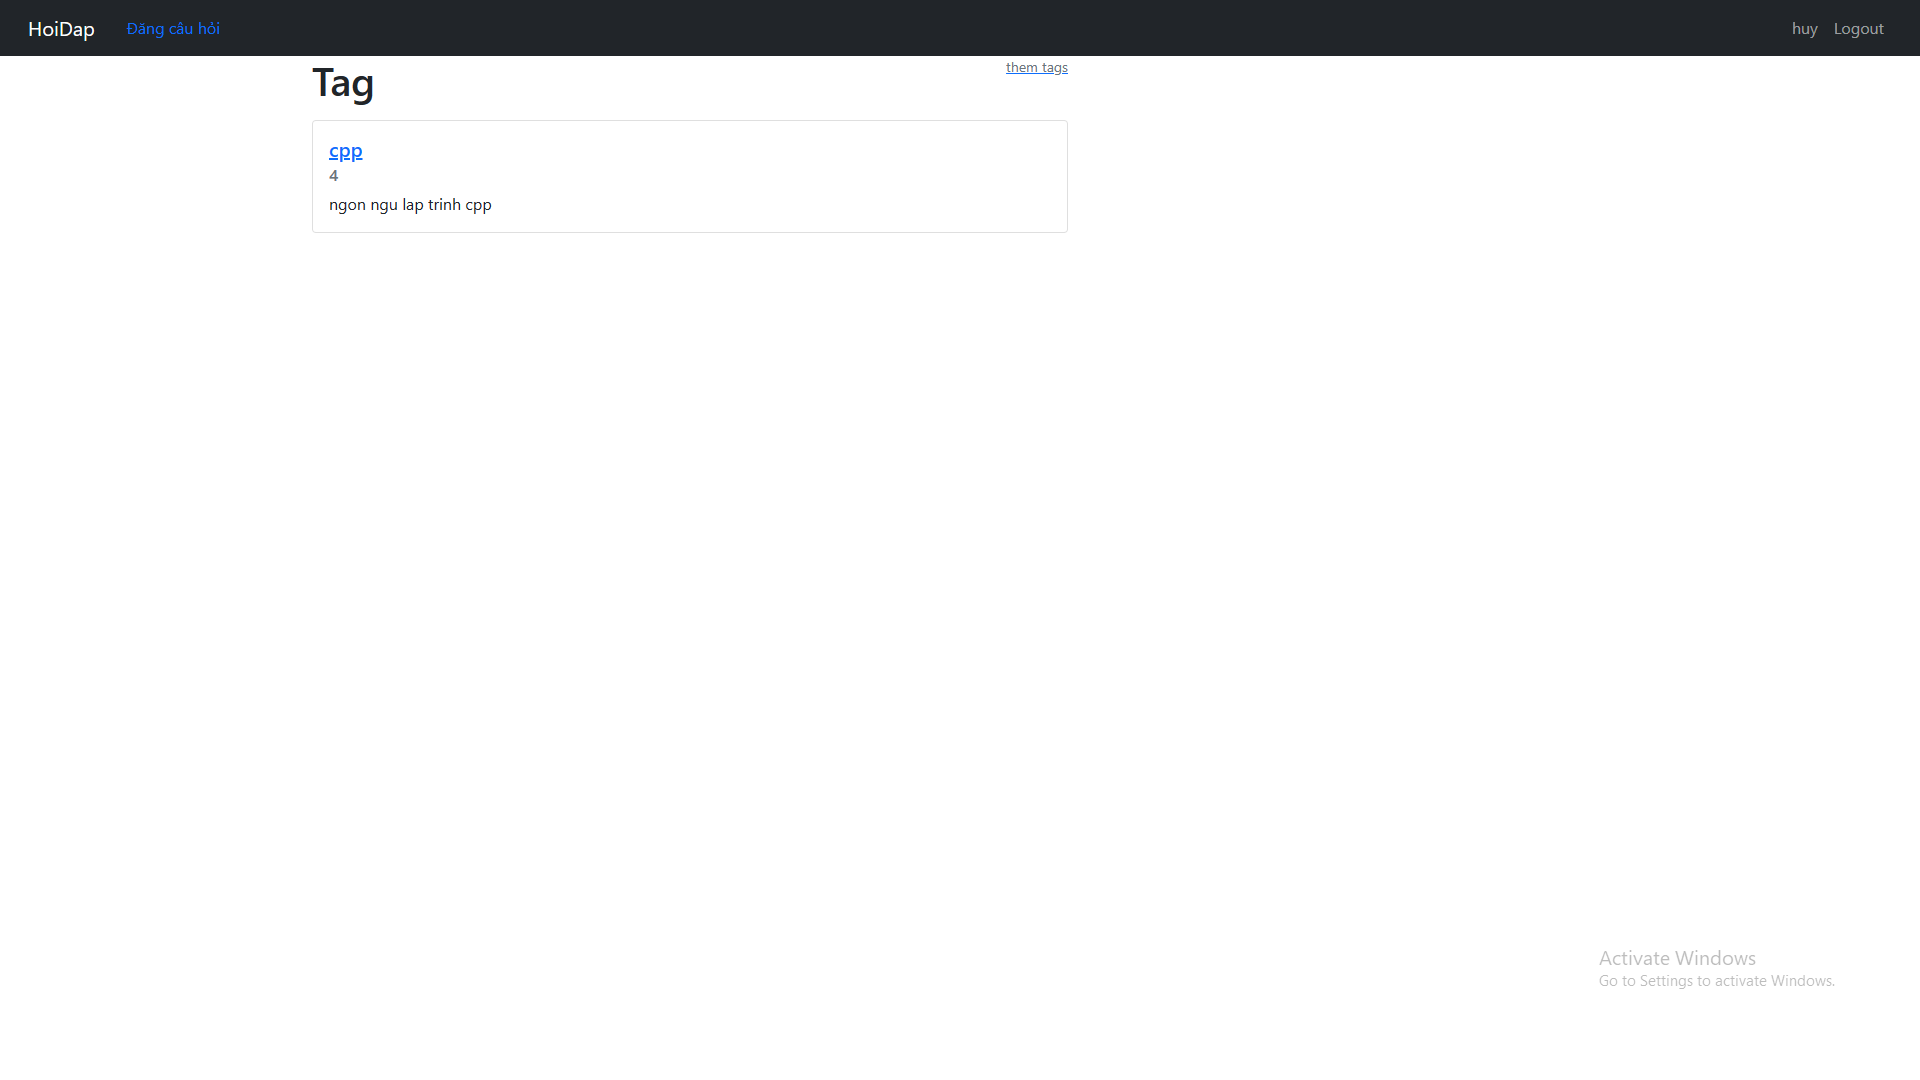 HoiDap Đăng câu hỏi huy Logout
Tag them tags
cpp
4
ngon ngu lap trinh cpp
Activate Windows
Go to Settings to activate Windows.